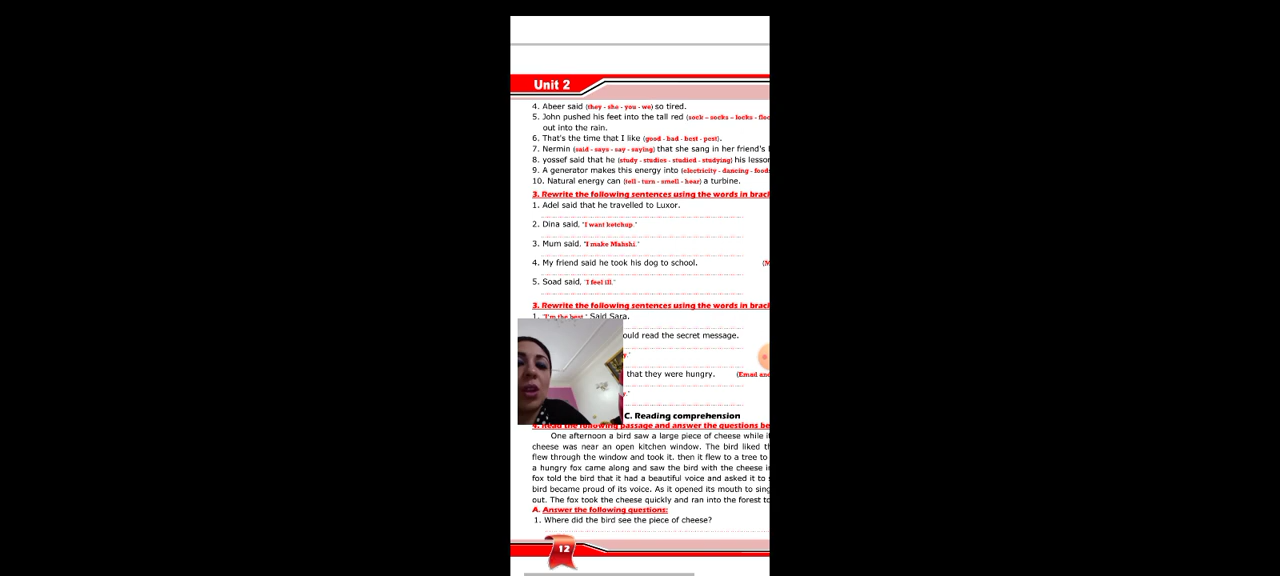 Unit 2
4. Abeer said (they - she - you - we) so tired.
5. John pushed his feet into the tall red (sock – socks – locks -
out into the rain.
6. That's the time that I like (good - bad - best - pest).
7. Nermin (said - says - say - saying) that she sang in her friend's
8. yossef said that he (study - studies - studied - studying) his
9. A generator makes this energy into (electricity - dancing -
10. Natural energy can (tell - turn - smell - hear) a turbine.
3. Rewrite the following sentences using the words in
1. Adel said that he travelled to Luxor.
2. Dina said, "I want ketchup."
3. Mum said, "I make Mahshi."
4. My friend said he took his dog to school.
5. Soad said, "I feel ill."
3. Rewrite the following sentences using the words in
1. "I'm the best." Said Sara.
read the secret message.
that they were hungry. (Emad
C. Reading comprehension
4. Read the following passage and answer the questions
One afternoon a bird saw a large piece of cheese while
cheese was near an open kitchen window. The bird liked
flew through the window and took it. then it flew to a tree to
a hungry fox came along and saw the bird with the cheese
fox told the bird that it had a beautiful voice and asked it to
bird became proud of its voice. As it opened its mouth to
out. The fox took the cheese quickly and ran into the forest
A. Answer the following questions:
1. Where did the bird see the piece of cheese?
12